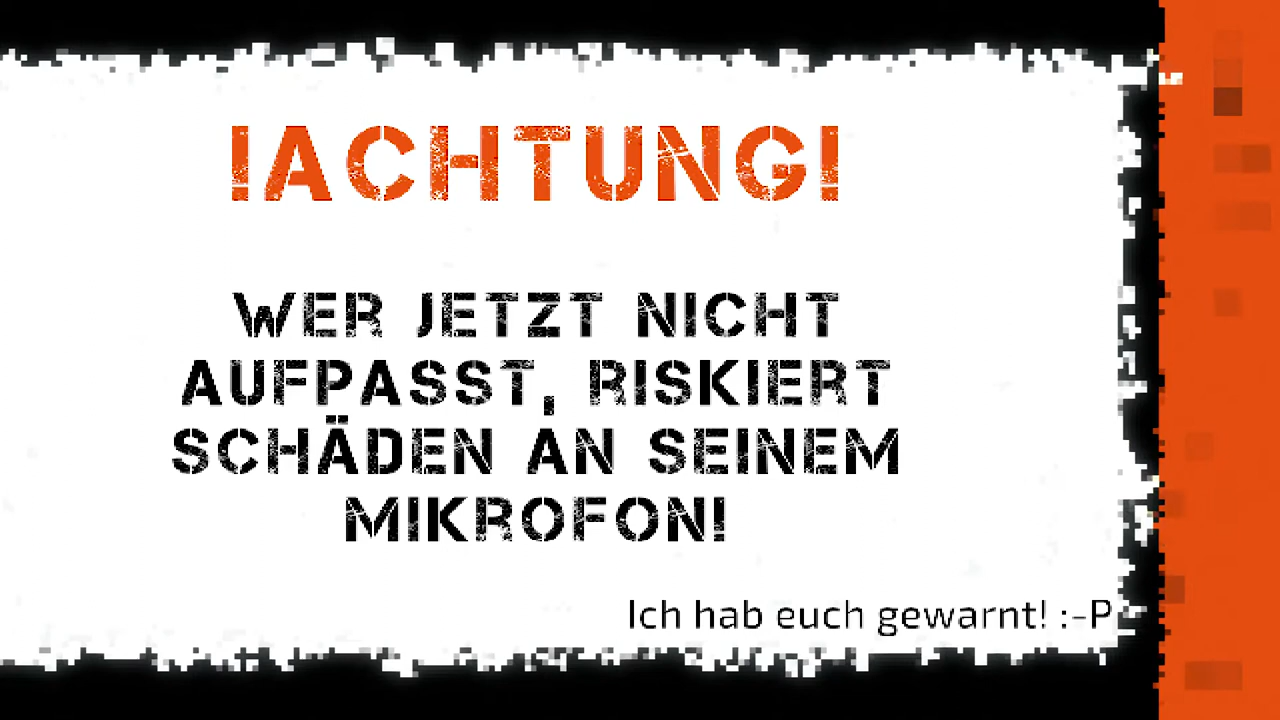 !ACHTUNG!
WER JETZT NICHT
AUFPASST, RISKIERT
SCHÄDEN AN SEINEM
MIKROFON!
Ich hab euch gewarnt! :-P